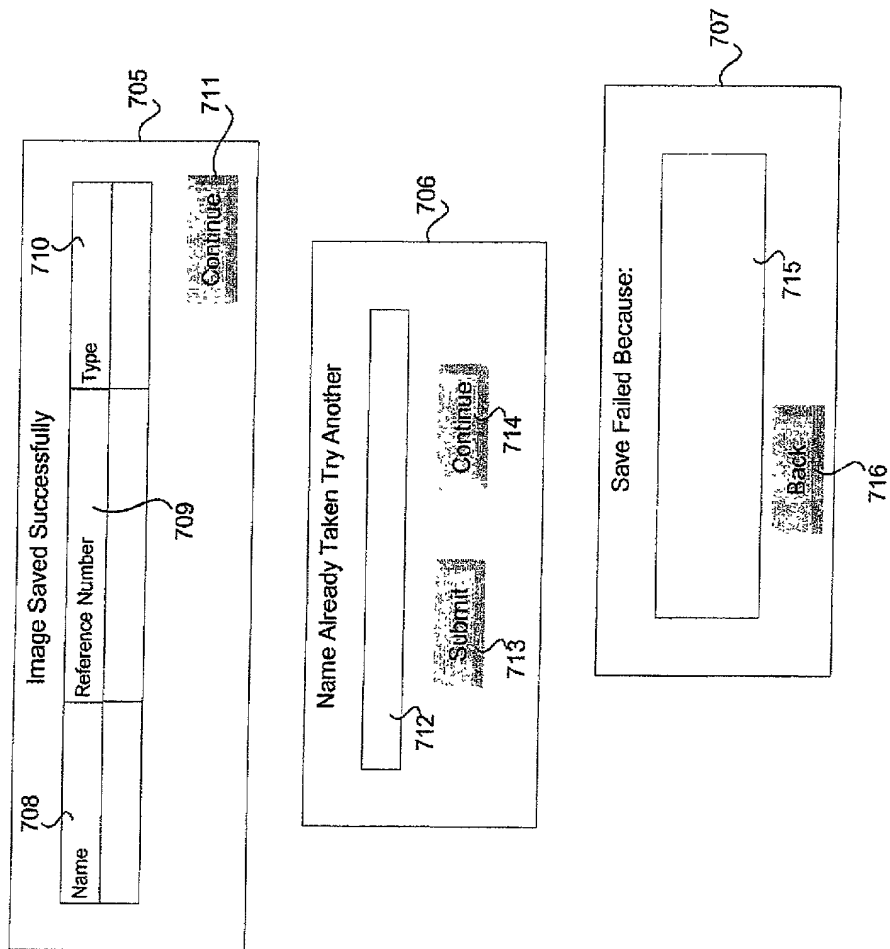 Image Saved Successfully
705
708
710
Name Reference Number Type
709
711
Continue
Name Already Taken Try Another
706
712
Submit Continue
713 714
Save Failed Because:
707
715
Back
716